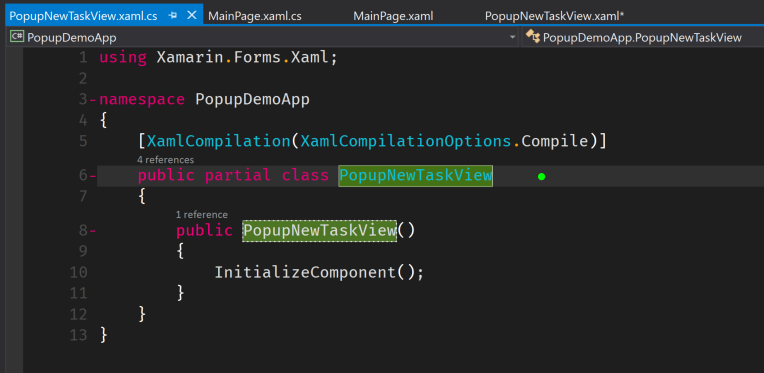 PopupNewTaskView.xaml.cs MainPage.xaml.cs MainPage.xaml PopupNewTaskView.xaml*
C# PopupDemoApp PopupDemoApp.PopupNewTaskView
1 using Xamarin.Forms.Xaml;
2
3 namespace PopupDemoApp
4 {
5 [XamlCompilation(XamlCompilationOptions.Compile)]
4 references
6 public partial class PopupNewTaskView
7 {
1 reference
8 public PopupNewTaskView()
9 {
10 InitializeComponent();
11 }
12 }
13 }